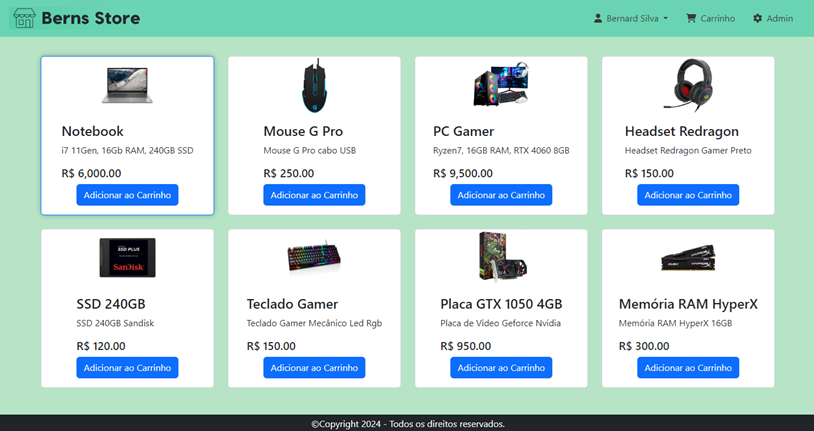 Berns Store
Bernard Silva
Carrinho
Admin
Notebook
i7 11Gen, 16Gb RAM, 240GB SSD
R$ 6,000.00
Adicionar ao Carrinho
Mouse G Pro
Mouse G Pro cabo USB
R$ 250.00
Adicionar ao Carrinho
PC Gamer
Ryzen7, 16GB RAM, RTX 4060 8GB
R$ 9,500.00
Adicionar ao Carrinho
Headset Redragon
Headset Redragon Gamer Preto
R$ 150.00
Adicionar ao Carrinho
SSD PLUS
SanDisk
SSD 240GB
SSD 240GB Sandisk
R$ 120.00
Adicionar ao Carrinho
Teclado Gamer
Teclado Gamer Mecânico Led Rgb
R$ 150.00
Adicionar ao Carrinho
Placa GTX 1050 4GB
Placa de Video Geforce Nvidia
R$ 950.00
Adicionar ao Carrinho
Memória RAM HyperX
Memória RAM HyperX 16GB
R$ 300.00
Adicionar ao Carrinho
©Copyright 2024 - Todos os direitos reservados.